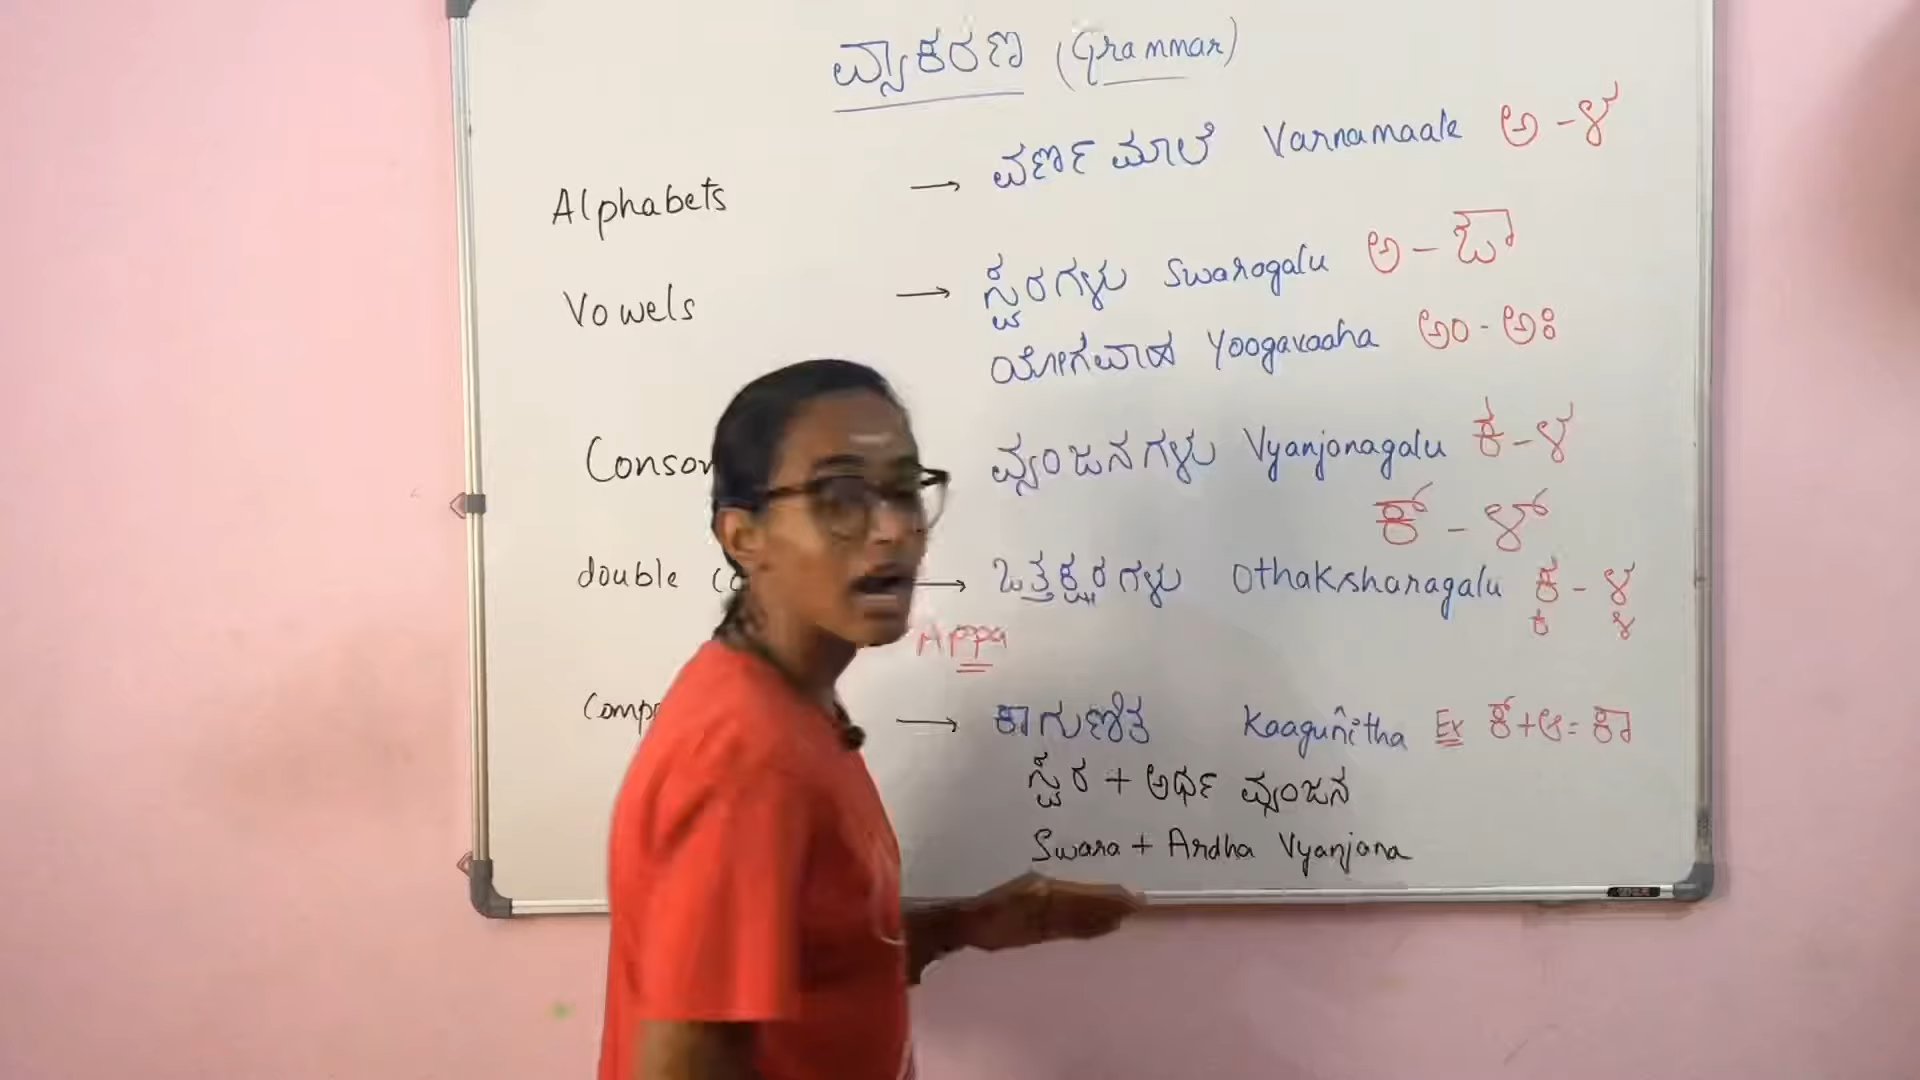 ವ್ಯಾಕರಣ (Grammar)
Alphabets → ವರ್ಣಮಾಲೆ Varnamaale ಅ - ಳ
Vowels → ಸ್ವರಗಳು Swaragalu ಅ - ಔ
ಯೋಗವಾಹ Yoogavaaha ಅಂ - ಅಃ
ವ್ಯಂಜನಗಳು Vyanjanagalu ಕ - ಳ
ಕ್ - ಳ್
double → ಒತ್ತಕ್ಷರಗಳು Othaksharagalu ಕ್ಕ - ಳ್ಳ
Appa
→ ಕಾಗುಣಿತ Kaagunitha Ex ಕ್+ಆ= ಕಾ
ಸ್ವರ + ಅರ್ಧ ವ್ಯಂಜನ
Swara + Ardha Vyanjana